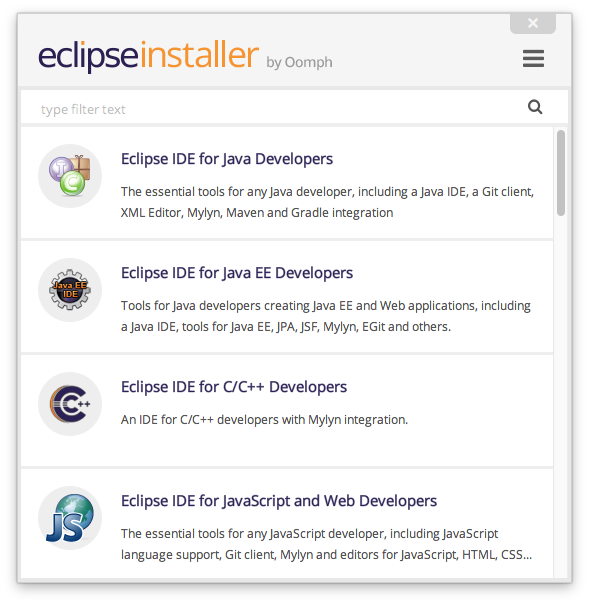 eclipseinstaller by Oomph
type filter text
Eclipse IDE for Java Developers
The essential tools for any Java developer, including a Java IDE, a Git client,
XML Editor, Mylyn, Maven and Gradle integration
Java EE
IDE
Eclipse IDE for Java EE Developers
Tools for Java developers creating Java EE and Web applications, including
a Java IDE, tools for Java EE, JPA, JSF, Mylyn, EGit and others.
C++
Eclipse IDE for C/C++ Developers
An IDE for C/C++ developers with Mylyn integration.
JS
Eclipse IDE for JavaScript and Web Developers
The essential tools for any JavaScript developer, including JavaScript
language support, Git client, Mylyn and editors for JavaScript, HTML, CSS...